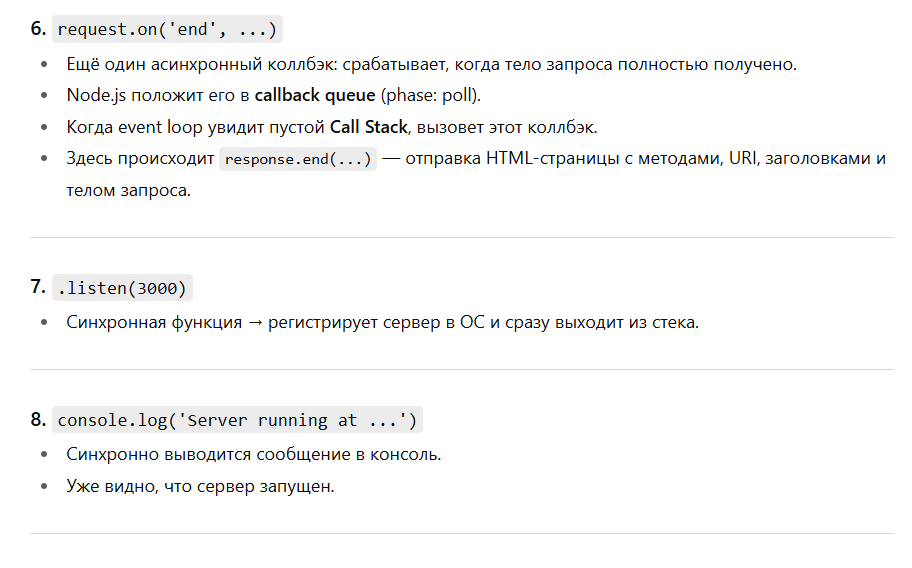 6. request.on('end', ...)
• Ещё один асинхронный коллбэк: срабатывает, когда тело запроса полностью получено.
• Node.js положит его в callback queue (phase: poll).
• Когда event loop увидит пустой Call Stack, вызовет этот коллбэк.
• Здесь происходит response.end(...) — отправка HTML-страницы с методами, URI, заголовками и
телом запроса.
7. .listen(3000)
• Синхронная функция → регистрирует сервер в ОС и сразу выходит из стека.
8. console.log('Server running at ...')
• Синхронно выводится сообщение в консоль.
• Уже видно, что сервер запущен.